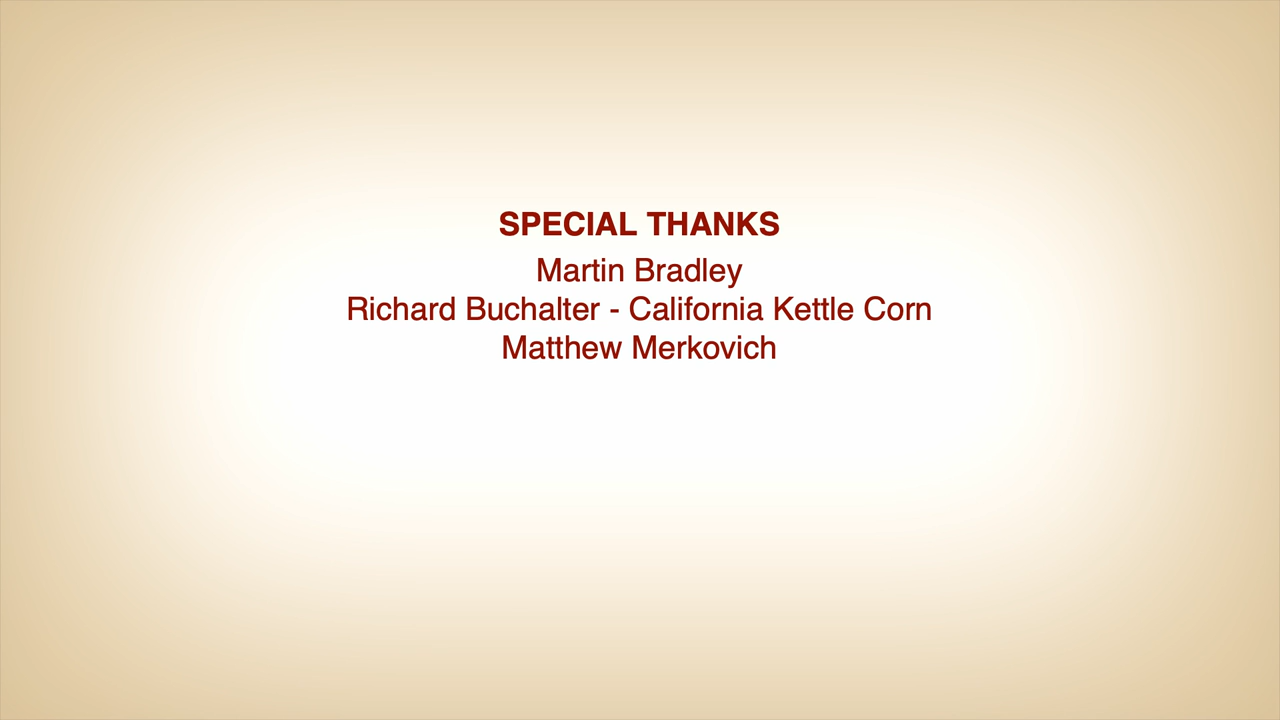 SPECIAL THANKS
Martin Bradley
Richard Buchalter - California Kettle Corn
Matthew Merkovich